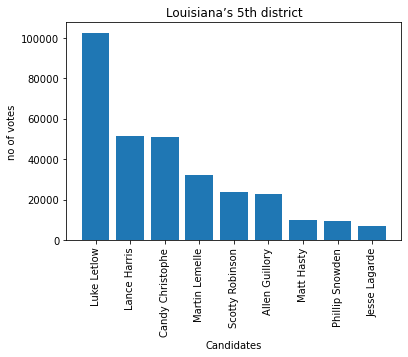 Louisiana’s 5th district
no of votes
100000
80000
60000
40000
20000
0
Luke Letlow
Lance Harris
Candy Christophe
Martin Lemelle
Scotty Robinson
Allen Guillory
Matt Hasty
Phillip Snowden
Jesse Lagarde
Candidates